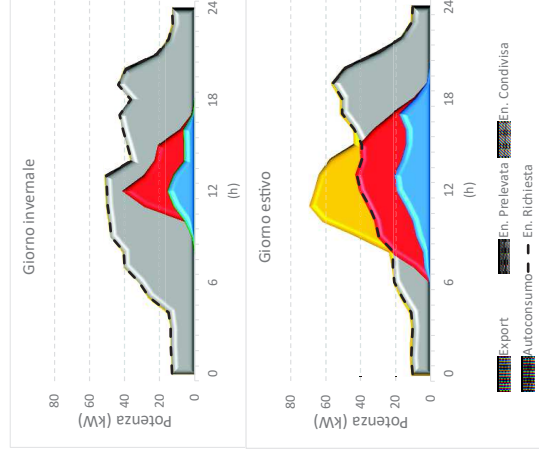 Giorno invernale
Potenza (kW)
80
60
40
20
0
0
6
12
18
24
(h)
Giorno estivo
Potenza (kW)
80
60
40
20
0
0
6
12
18
24
(h)
Export
En. Prelevata
En. Condivisa
Autoconsumo
En. Richiesta